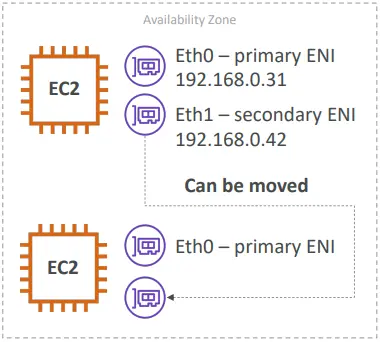 Availability Zone
EC2
Eth0 – primary ENI
192.168.0.31
Eth1 – secondary ENI
192.168.0.42
Can be moved
EC2
Eth0 – primary ENI